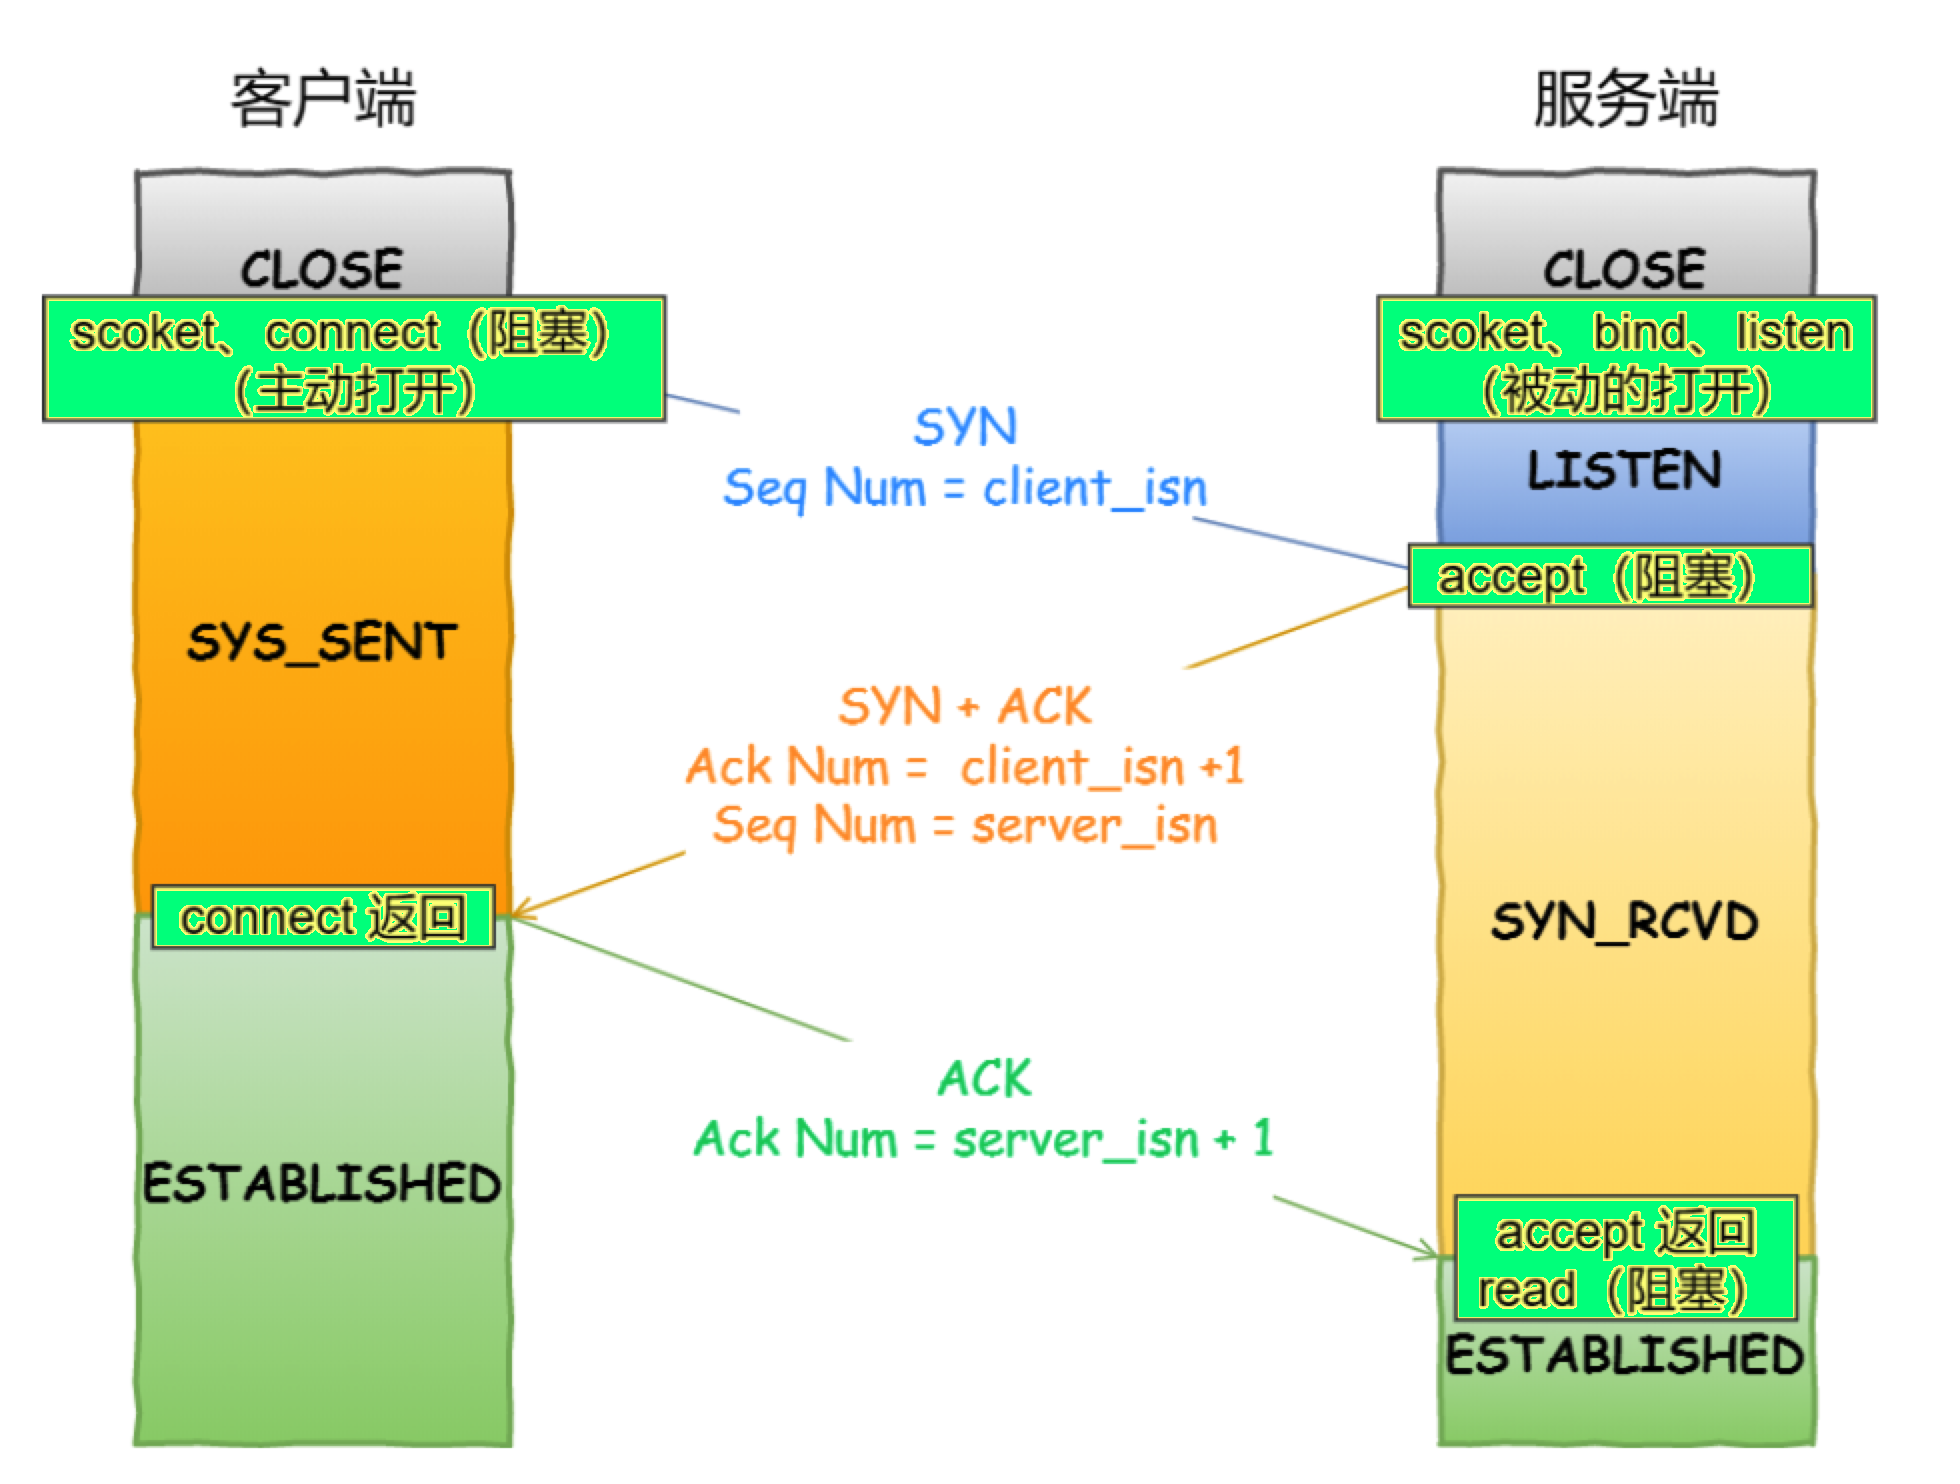 客户端
服务端
CLOSE
CLOSE
scoket、connect（阻塞）
（主动打开）
scoket、bind、listen
（被动的打开）
SYN
Seq Num = client_isn
LISTEN
accept（阻塞）
SYS_SENT
SYN + ACK
Ack Num = client_isn +1
Seq Num = server_isn
connect 返回
SYN_RCVD
ACK
Ack Num = server_isn + 1
ESTABLISHED
accept 返回
read（阻塞）
ESTABLISHED